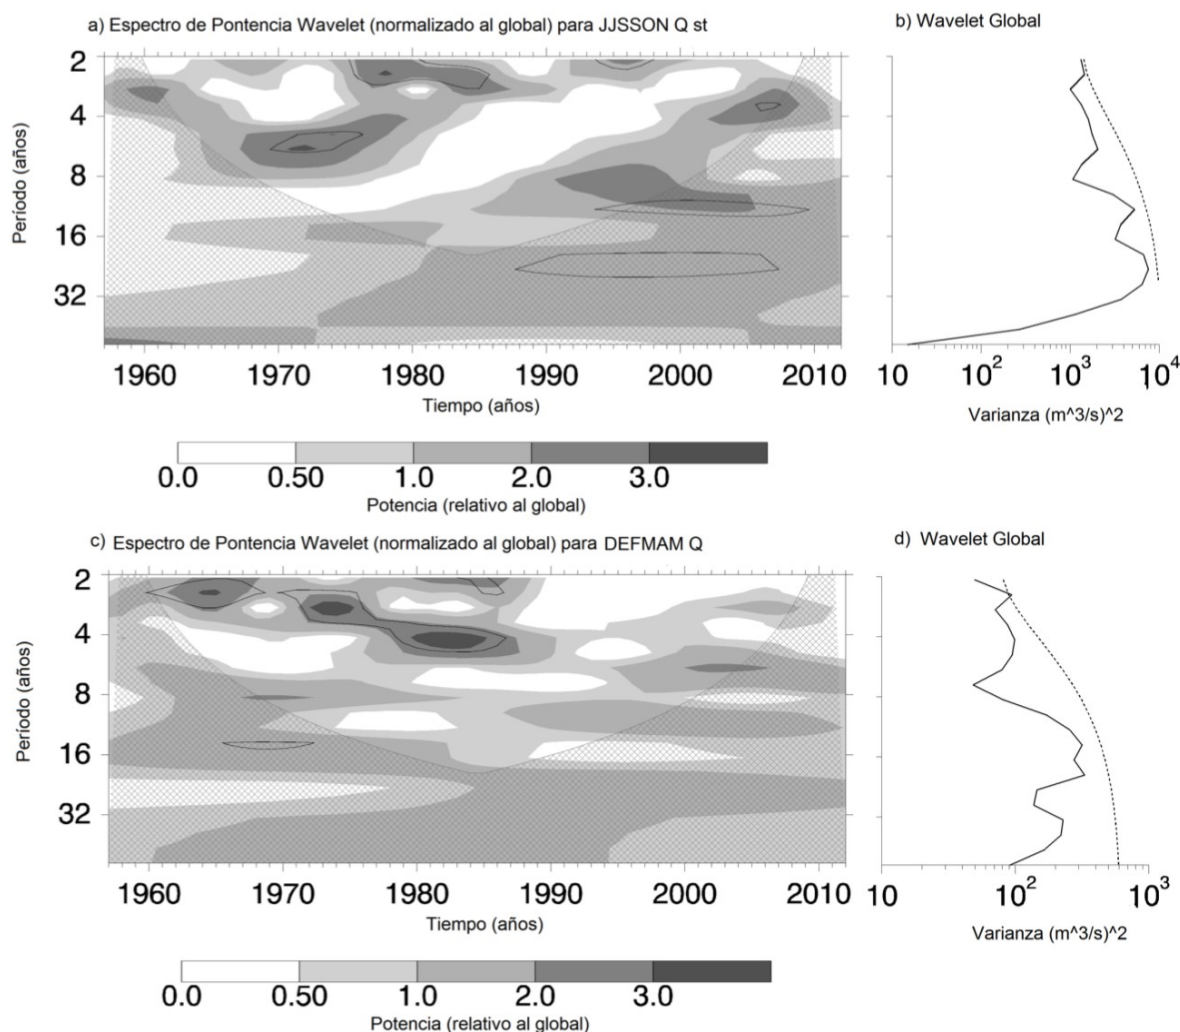 a) Espectro de Pontencia Wavelet (normalizado al global) para JJSSON Q st
b) Wavelet Global
2
4
8
16
32
Período (años)
1960 1970 1980 1990 2000 2010
Tiempo (años)
10 10^2 10^3 10^4
Varianza (m^3/s)^2
0.0 0.50 1.0 2.0 3.0
Potencia (relativo al global)
c) Espectro de Pontencia Wavelet (normalizado al global) para DEFMAM Q
d) Wavelet Global
2
4
8
16
32
Período (años)
1960 1970 1980 1990 2000 2010
Tiempo (años)
10 10^2 10^3
Varianza (m^3/s)^2
0.0 0.50 1.0 2.0 3.0
Potencia (relativo al global)